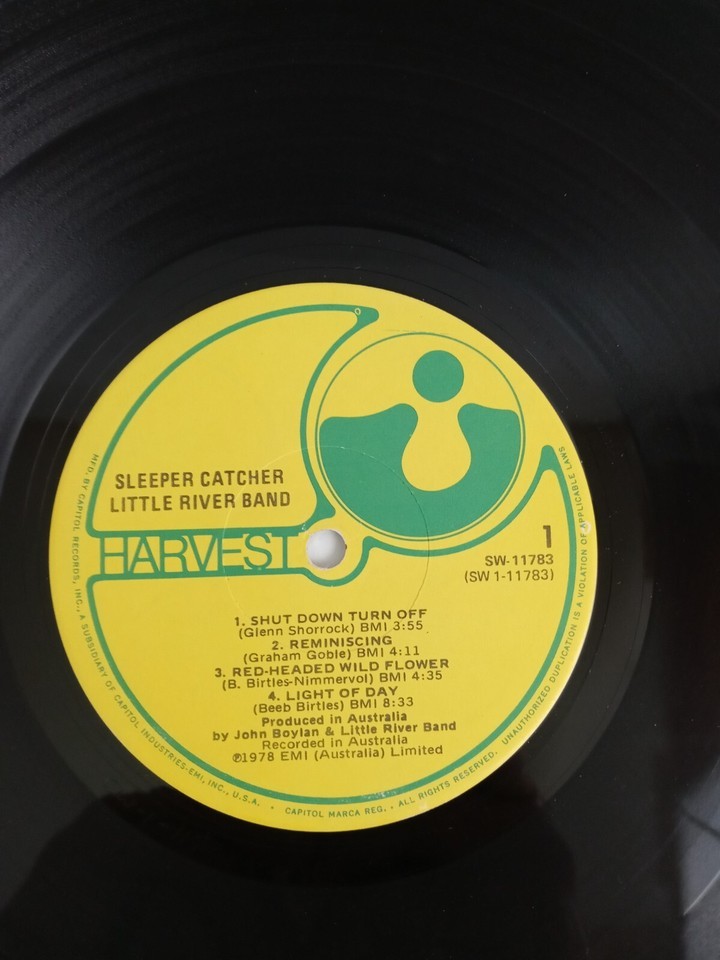 SLEEPER CATCHER
LITTLE RIVER BAND
HARVEST
1
SW-11783
(SW 1-11783)
1. SHUT DOWN TURN OFF
(Glenn Shorrock) BMI 3:55
2. REMINISCING
(Graham Goble) BMI 4:11
3. RED-HEADED WILD FLOWER
(B. Birtles-Nimmervol) BMI 4:35
4. LIGHT OF DAY
(Beeb Birtles) BMI 8:33
Produced in Australia
by John Boylan & Little River Band
Recorded in Australia
℗1978 EMI (Australia) Limited
MFD. BY CAPITOL RECORDS, INC., A SUBSIDIARY OF CAPITOL INDUSTRIES-EMI, INC., U.S.A. • CAPITOL MARCA REG. • ALL RIGHTS RESERVED. UNAUTHORIZED DUPLICATION IS A VIOLATION OF APPLICABLE LAWS